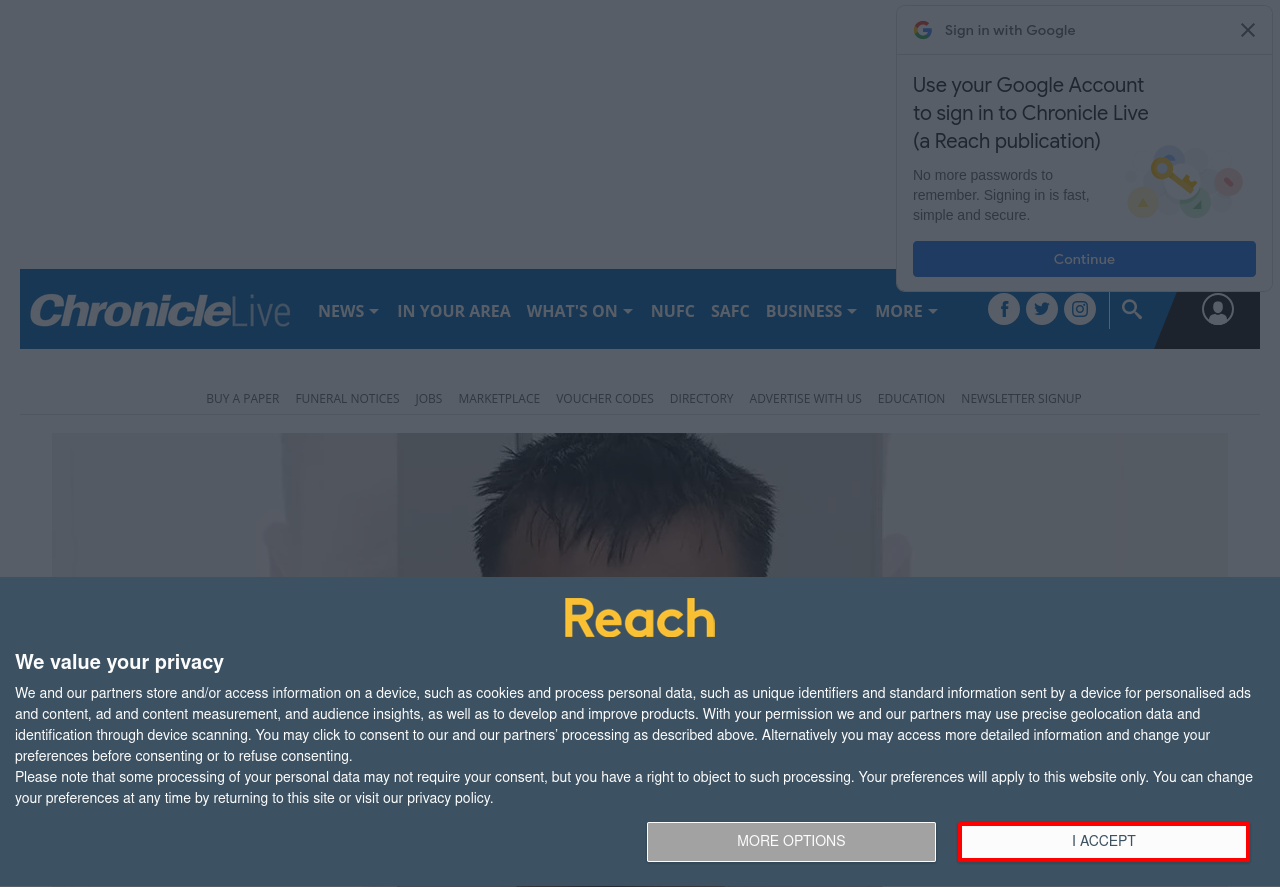 Sign in with Google
Use your Google Account
to sign in to Chronicle Live
(a Reach publication)
No more passwords to
remember. Signing in is fast,
simple and secure.
Continue
ChronicleLive
NEWS
IN YOUR AREA
WHAT'S ON
NUFC
SAFC
BUSINESS
MORE
BUY A PAPER
FUNERAL NOTICES
JOBS
MARKETPLACE
VOUCHER CODES
DIRECTORY
ADVERTISE WITH US
EDUCATION
NEWSLETTER SIGNUP
Reach
We value your privacy
We and our partners store and/or access information on a device, such as cookies and process personal data, such as unique identifiers and standard information sent by a device for personalised ads
and content, ad and content measurement, and audience insights, as well as to develop and improve products. With your permission we and our partners may use precise geolocation data and
identification through device scanning. You may click to consent to our and our partners’ processing as described above. Alternatively you may access more detailed information and change your
preferences before consenting or to refuse consenting.
Please note that some processing of your personal data may not require your consent, but you have a right to object to such processing. Your preferences will apply to this website only. You can change
your preferences at any time by returning to this site or visit our privacy policy.
MORE OPTIONS
I ACCEPT